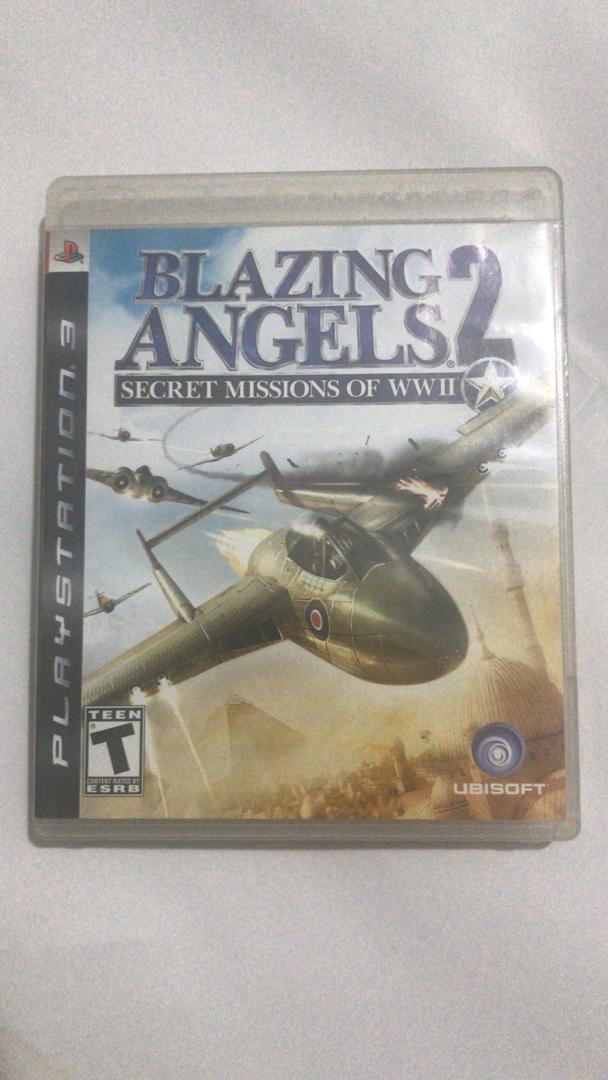 BLAZING
ANGELS® 2
SECRET MISSIONS OF WWII
PLAYSTATION 3
TEEN
T
CONTENT RATED BY
ESRB
UBISOFT